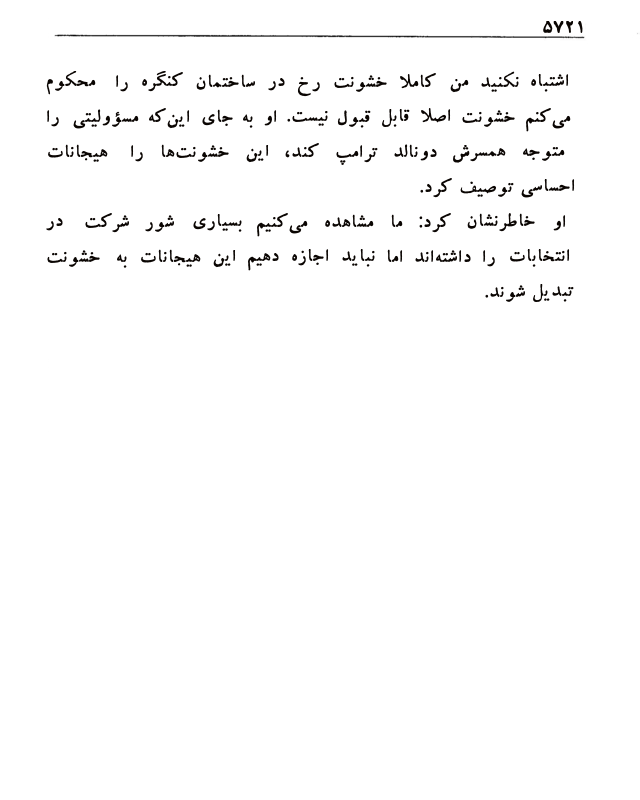 ۵۷۲۱
اشتباه نکنید من کاملا خشونت رخ در ساختمان کنگره را محکوم
می‌کنم خشونت اصلا قابل قبول نیست. او به جای این‌که مسؤولیتی را
متوجه همسرش دونالد ترامپ کند، این خشونت‌ها را هیجانات
احساسی توصیف کرد.
او خاطرنشان کرد: ما مشاهده می‌کنیم بسیاری شور شرکت در
انتخابات را داشته‌اند اما نباید اجازه دهیم این هیجانات به خشونت
تبدیل شوند.